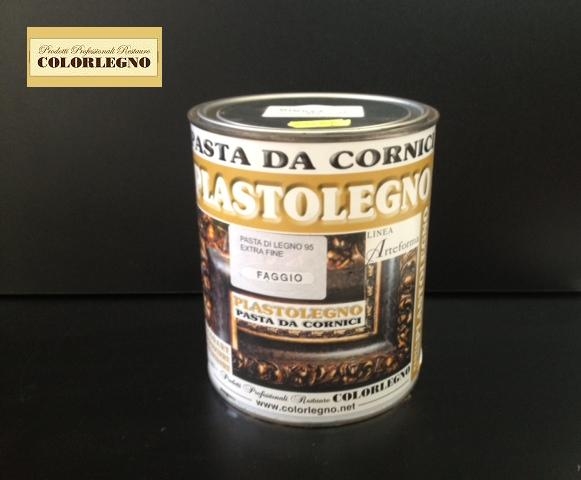 Prodotti Professionali Restauro
COLORLEGNO
PASTA DA CORNICI
PLASTOLEGNO
LINEA
Arteforma
PASTA DI LEGNO 95
EXTRA FINE
FAGGIO
PLASTOLEGNO
PASTA DA CORNICI
Prodotti Professionali Restauro COLORLEGNO
www.colorlegno.net